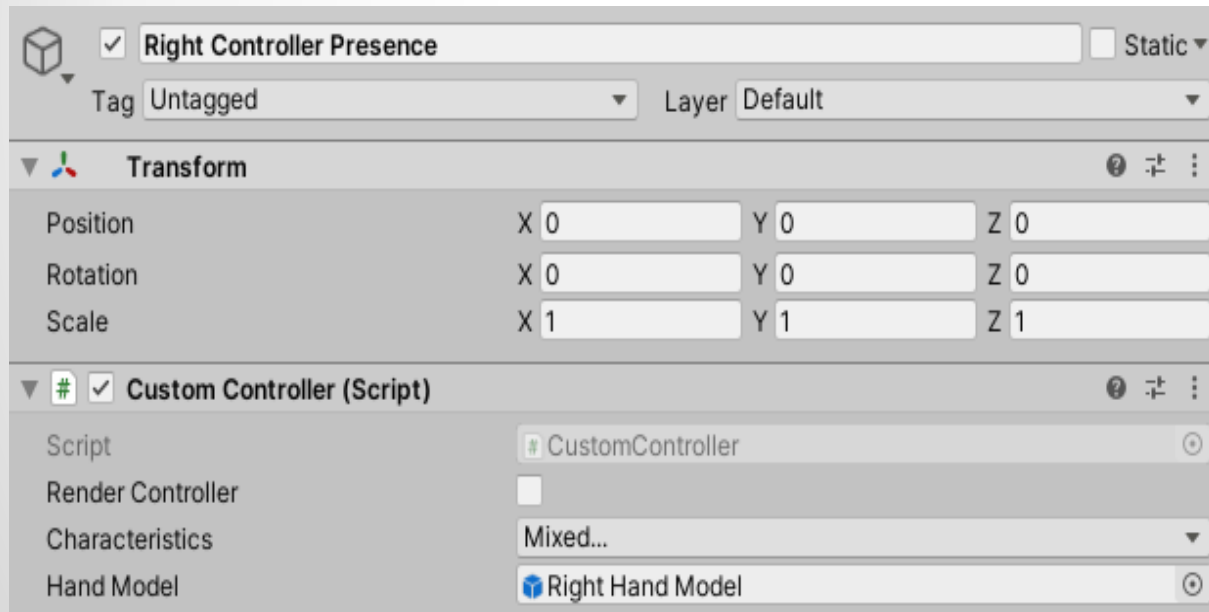 Right Controller Presence Static
Tag Untagged Layer Default
Transform
Position X 0 Y 0 Z 0
Rotation X 0 Y 0 Z 0
Scale X 1 Y 1 Z 1
# Custom Controller (Script)
Script # CustomController
Render Controller
Characteristics Mixed...
Hand Model Right Hand Model